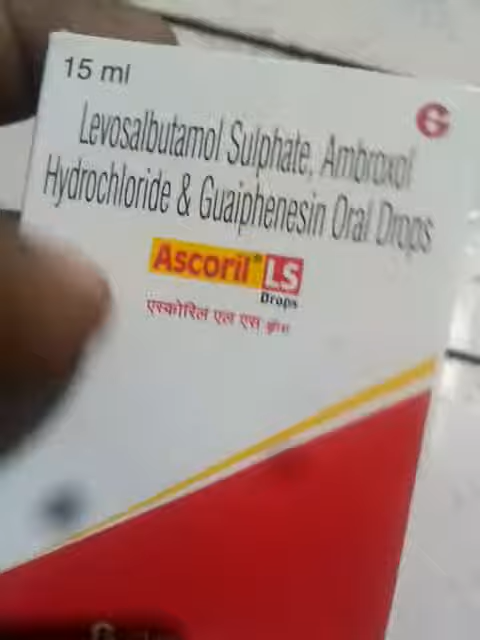 15 ml
Levosalbutamol Sulphate, Ambroxol
Hydrochloride & Guaiphenesin Oral Drops
Ascoril® LS
Drops
एस्कोरिल एल एस ड्रॉप्स